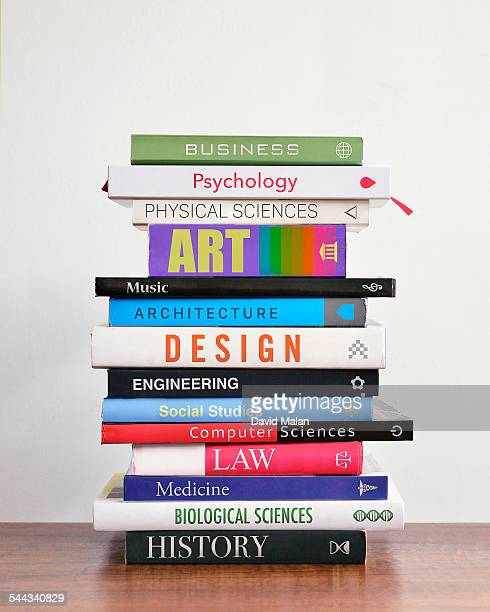 BUSINESS
Psychology
PHYSICAL SCIENCES
ART
Music
ARCHITECTURE
DESIGN
ENGINEERING
gettyimages
David Malan
Social Studies
Computer Sciences
LAW
Medicine
BIOLOGICAL SCIENCES
HISTORY
2444340829